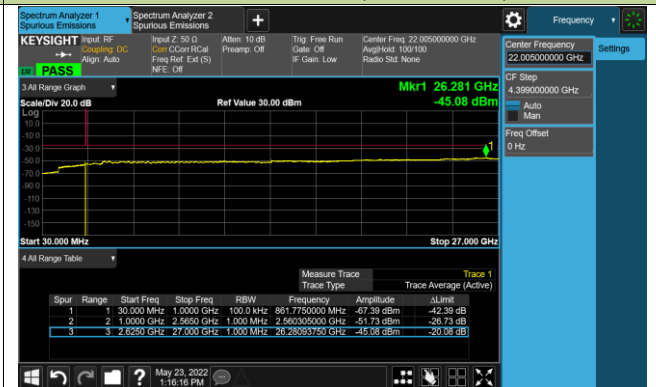 Spectrum Analyzer 1
Spurious Emissions
Spectrum Analyzer 2
Spurious Emissions
+
Frequency
KEYSIGHT
Input: RF
Coupling: DC
Align: Auto
Input Z: 50 Ω
Corr CCorr RCal
Freq Ref: Ext (S)
NFE: Off
Atten: 10 dB
Preamp: Off
Trig: Free Run
Gate: Off
IF Gain: Low
Center Freq: 22.005000000 GHz
Avg|Hold: 100/100
Radio Std: None
PASS
Center Frequency
22.005000000 GHz
Settings
CF Step
4.399000000 GHz
Auto
Man
Freq Offset
0 Hz
3 All Range Graph
Mkr1 26.281 GHz
Scale/Div 20.0 dB
Ref Value 30.00 dBm
-45.08 dBm
Log
10.0
-10.0
-30.0
-50.0
-70.0
-90.0
-110
-130
-150
1
Start 30.000 MHz
Stop 27.000 GHz
4 All Range Table
Measure Trace Trace 1
Trace Type Trace Average (Active)
Spur Range Start Freq Stop Freq RBW Frequency Amplitude ΔLimit
1 1 30.000 MHz 1.0000 GHz 100.0 kHz 861.7750000 MHz -67.39 dBm -42.39 dB
2 2 1.0000 GHz 2.5650 GHz 1.000 MHz 2.560305000 GHz -51.73 dBm -26.73 dB
3 3 2.6250 GHz 27.000 GHz 1.000 MHz 26.28093750 GHz -45.08 dBm -20.08 dB
?
May 23, 2022
1:16:16 PM